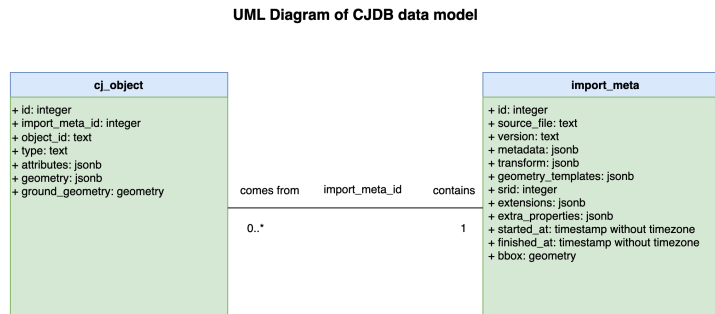 UML Diagram of CJDB data model
cj_object
+ id: integer
+ import_meta_id: integer
+ object_id: text
+ type: text
+ attributes: jsonb
+ geometry: jsonb
+ ground_geometry: geometry
comes from
import_meta_id
contains
0..*
1
import_meta
+ id: integer
+ source_file: text
+ version: text
+ metadata: jsonb
+ transform: jsonb
+ geometry_templates: jsonb
+ srid: integer
+ extensions: jsonb
+ extra_properties: jsonb
+ started_at: timestamp without timezone
+ finished_at: timestamp without timezone
+ bbox: geometry